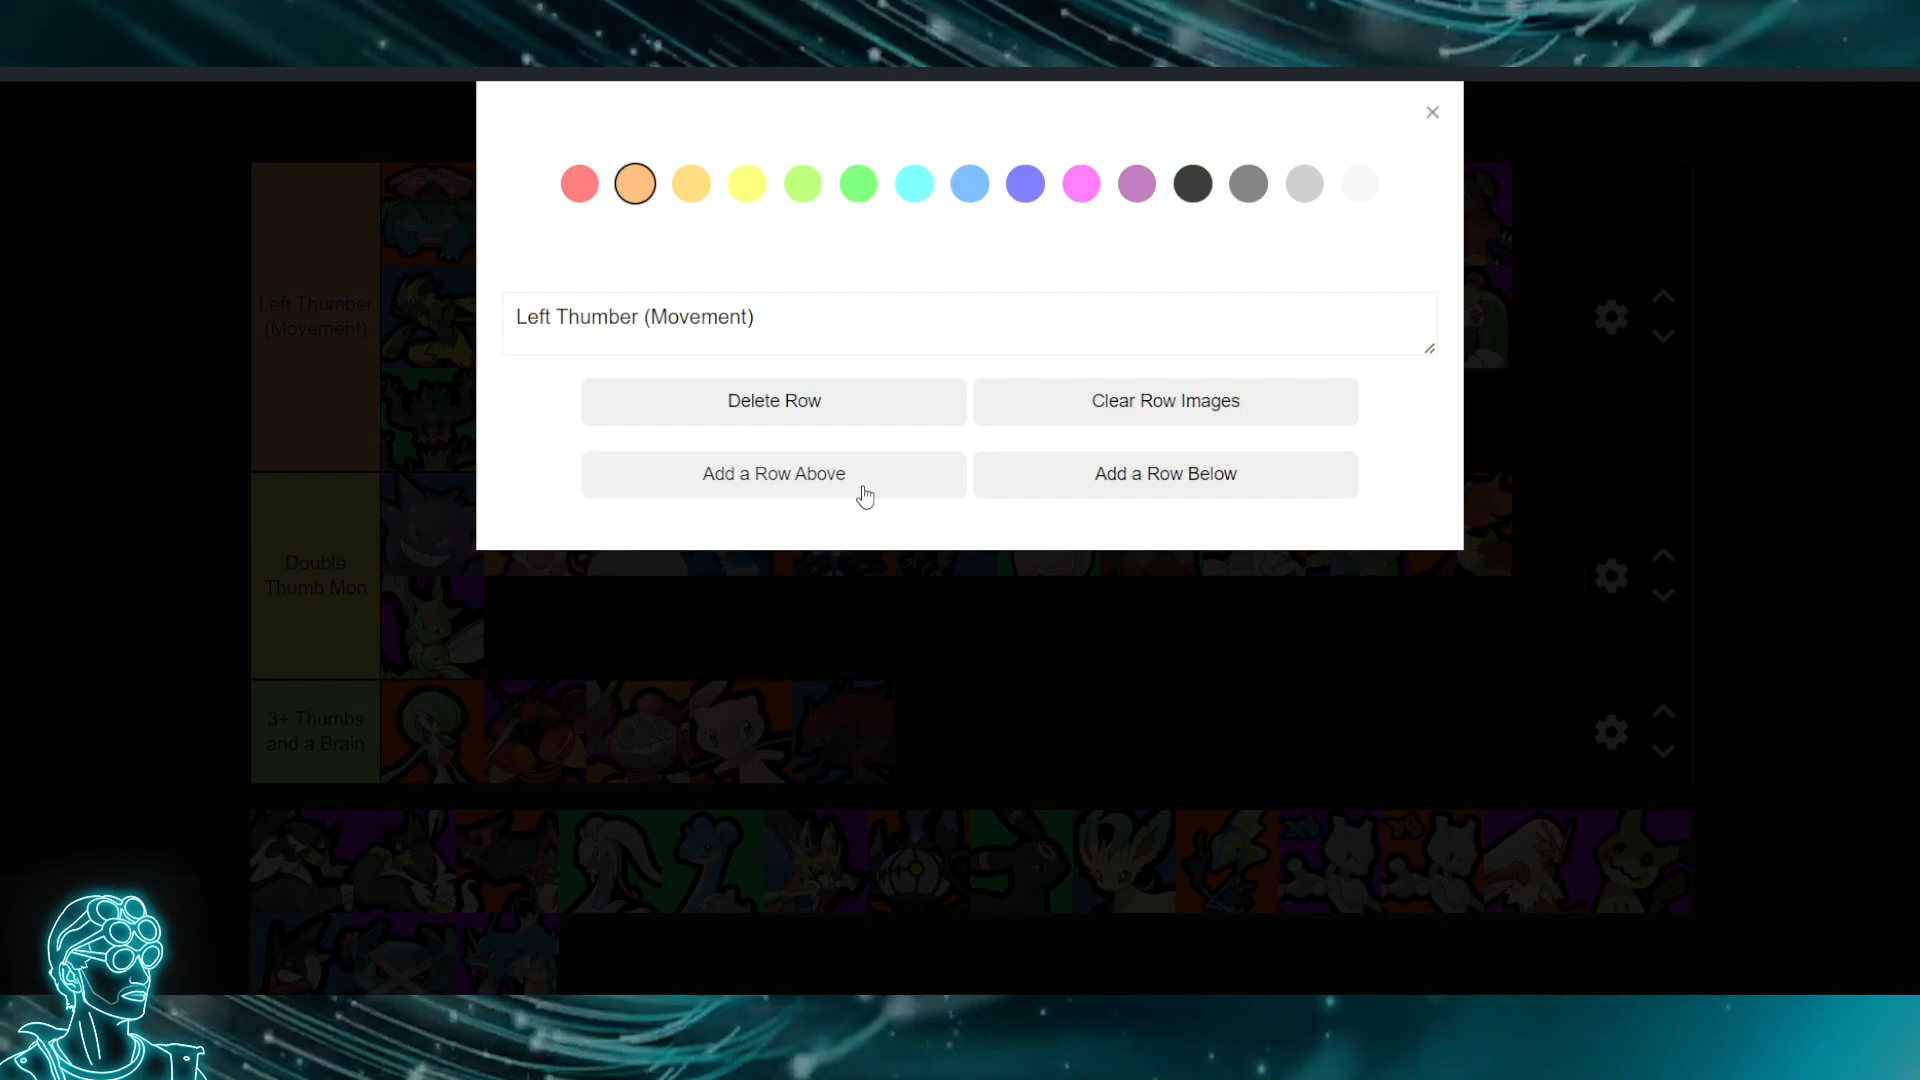 ×
Left Thumber (Movement)
Delete Row
Clear Row Images
Add a Row Above
Add a Row Below
Left Thumber
(Movement)
Double
Thumb Mon
3+ Thumbs
and a Brain